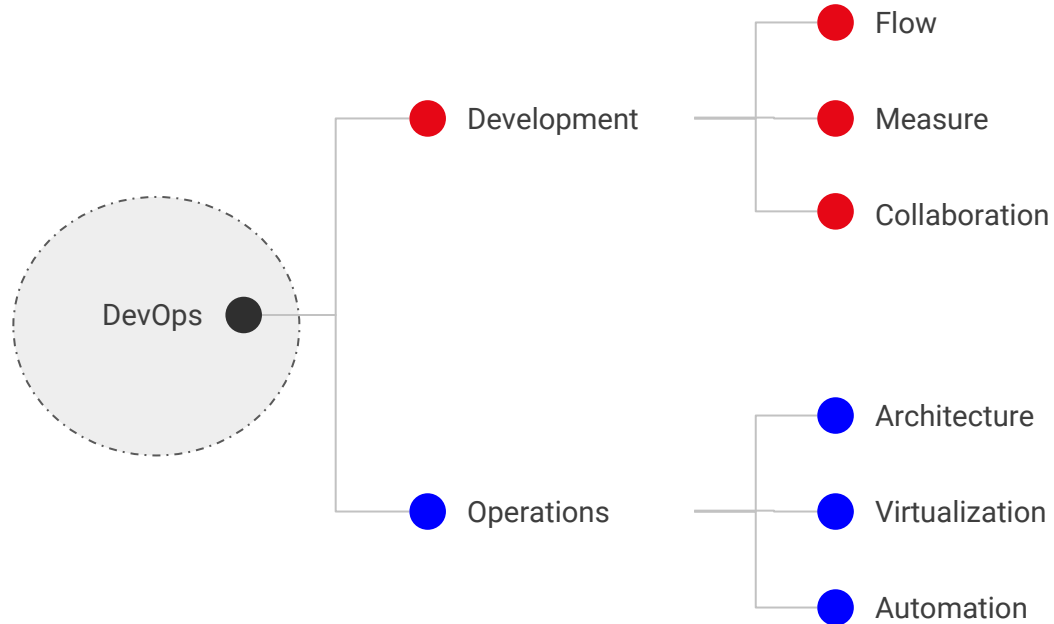 Flow
Development
Measure
Collaboration
DevOps
Architecture
Operations
Virtualization
Automation